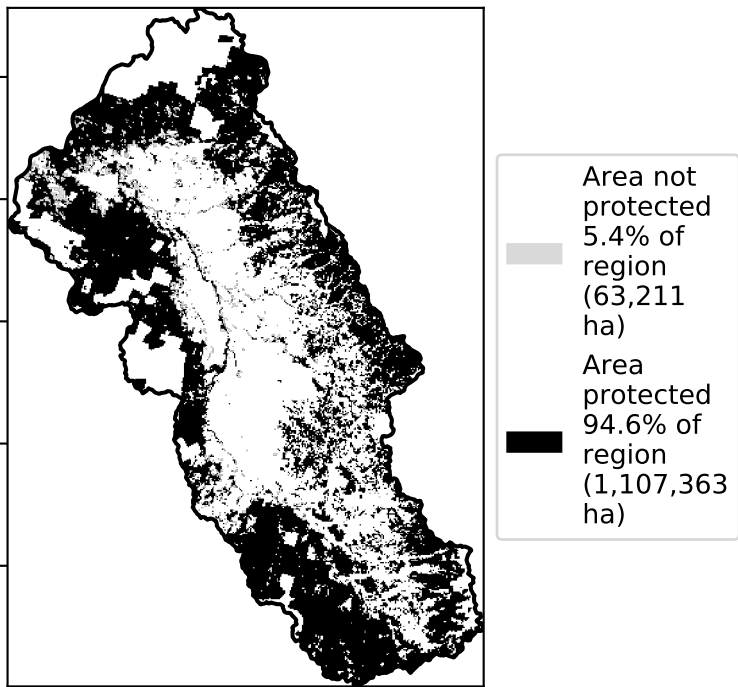 Area not
protected
5.4% of
region
(63,211
ha)
Area
protected
94.6% of
region
(1,107,363
ha)